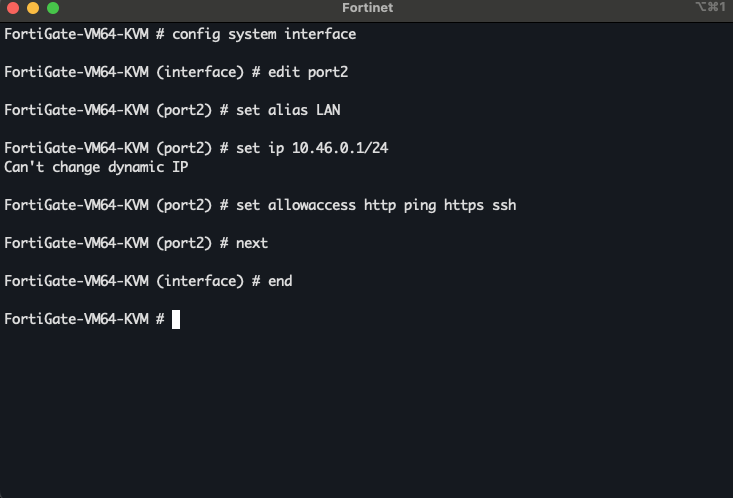 Fortinet
⌥⌘1
FortiGate-VM64-KVM # config system interface
FortiGate-VM64-KVM (interface) # edit port2
FortiGate-VM64-KVM (port2) # set alias LAN
FortiGate-VM64-KVM (port2) # set ip 10.46.0.1/24
Can't change dynamic IP
FortiGate-VM64-KVM (port2) # set allowaccess http ping https ssh
FortiGate-VM64-KVM (port2) # next
FortiGate-VM64-KVM (interface) # end
FortiGate-VM64-KVM #